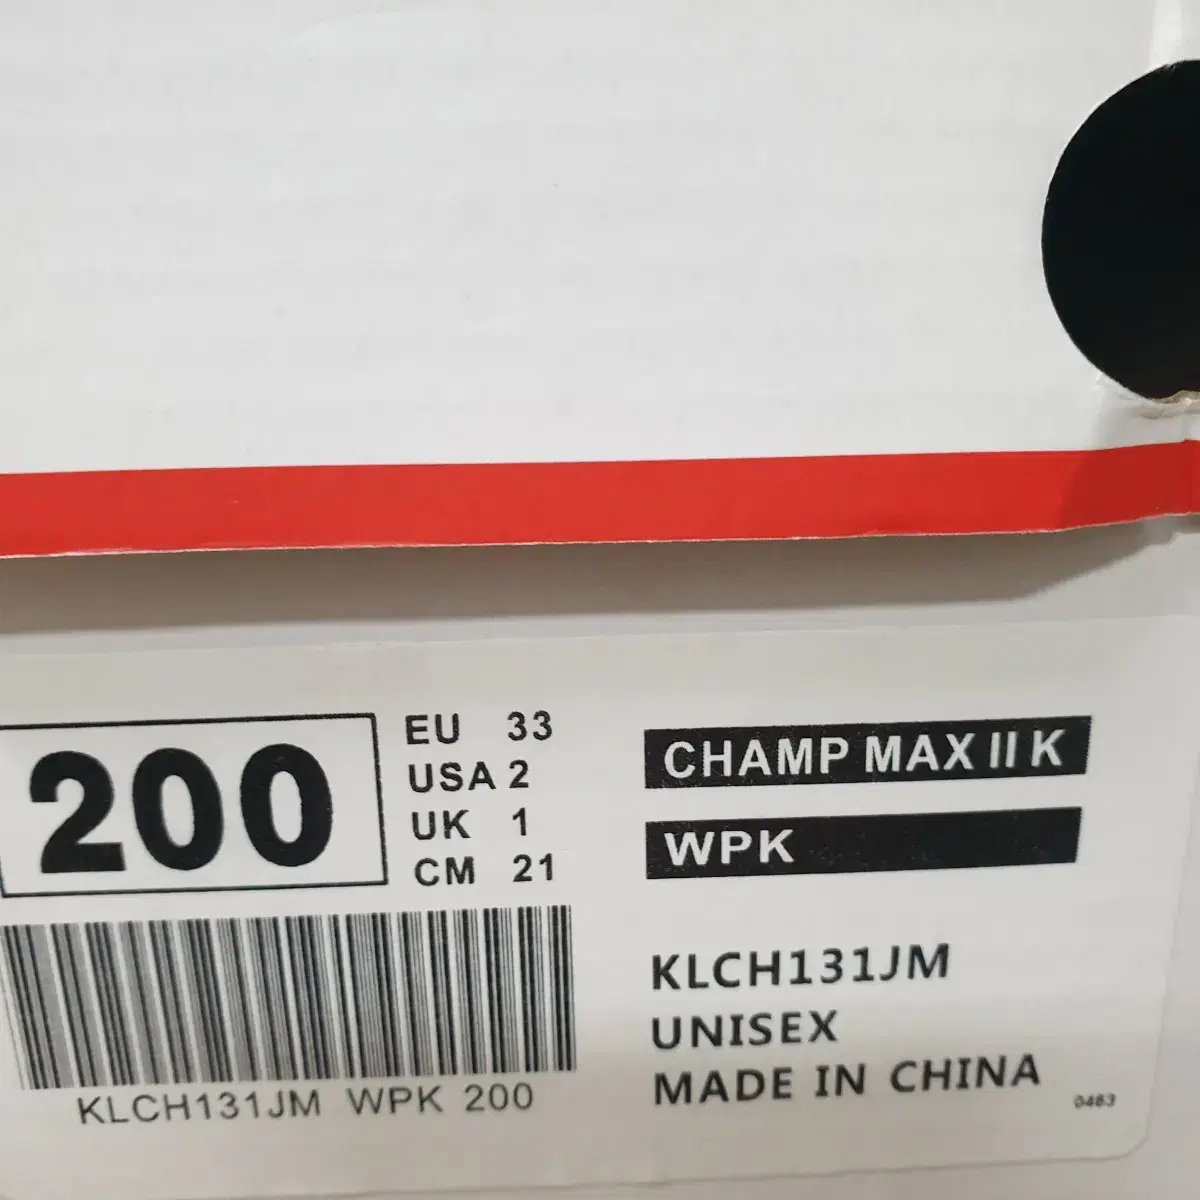 200
EU 33
USA 2
UK 1
CM 21
CHAMP MAX II K
WPK
KLCH131JM WPK 200
KLCH131JM
UNISEX
MADE IN CHINA
0463